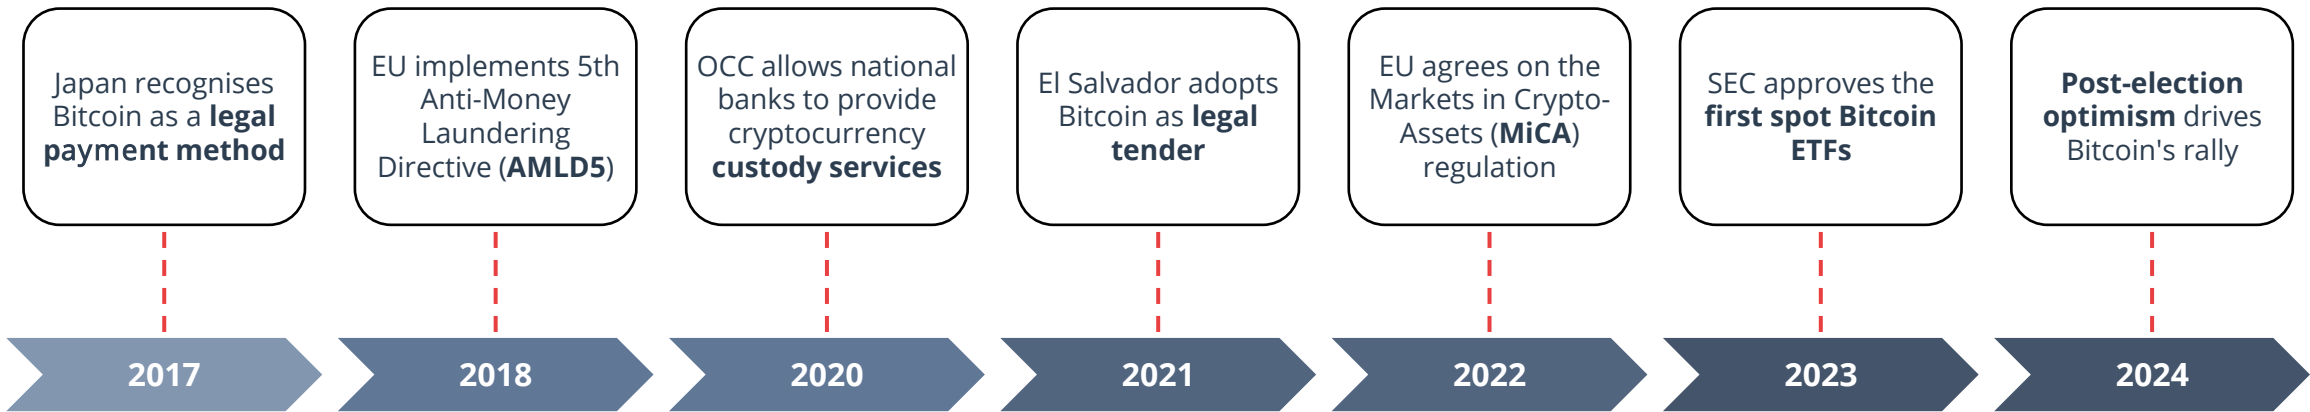 Japan recognises
Bitcoin as a legal
payment method
EU implements 5th
Anti-Money
Laundering
Directive (AMLD5)
OCC allows national
banks to provide
cryptocurrency
custody services
El Salvador adopts
Bitcoin as legal
tender
EU agrees on the
Markets in Crypto-
Assets (MiCA)
regulation
SEC approves the
first spot Bitcoin
ETFs
Post-election
optimism drives
Bitcoin's rally
2017
2018
2020
2021
2022
2023
2024